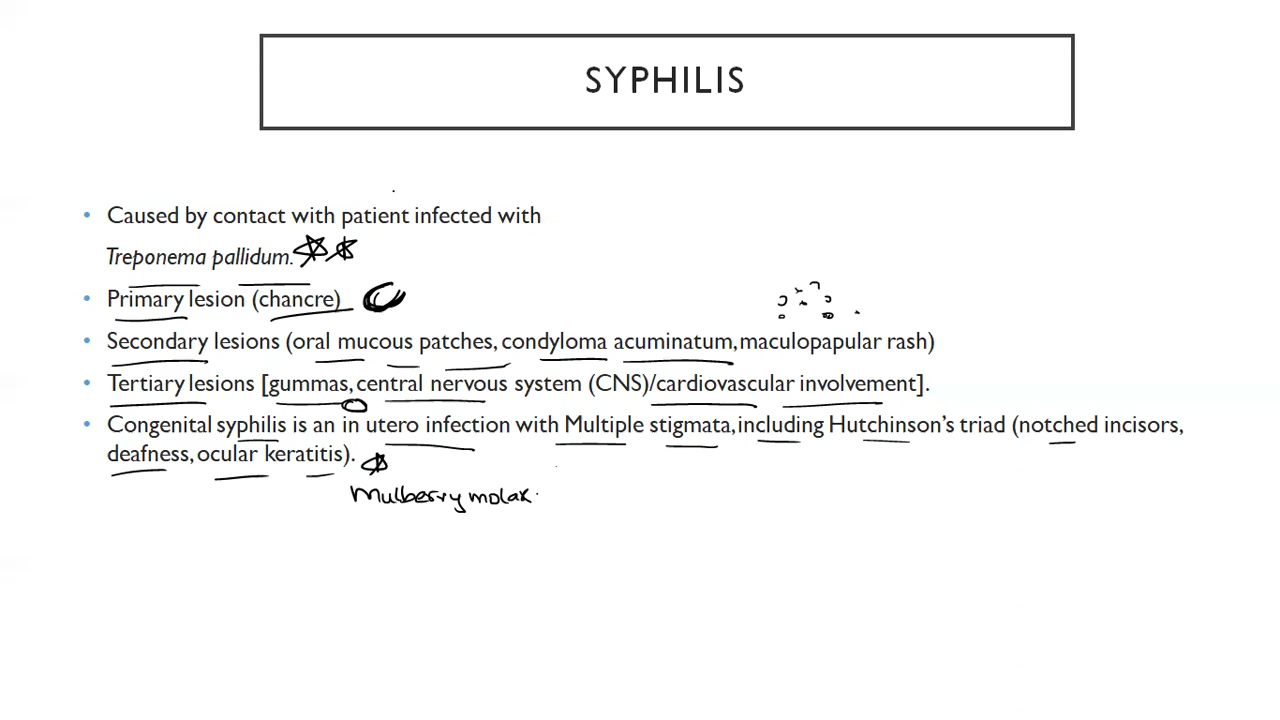 SYPHILIS
• Caused by contact with patient infected with
Treponema pallidum.
• Primary lesion (chancre)
• Secondary lesions (oral mucous patches, condyloma acuminatum, maculopapular rash)
• Tertiary lesions [gummas, central nervous system (CNS)/cardiovascular involvement].
• Congenital syphilis is an in utero infection with Multiple stigmata, including Hutchinson's triad (notched incisors,
deafness, ocular keratitis).
Mulberry molar.